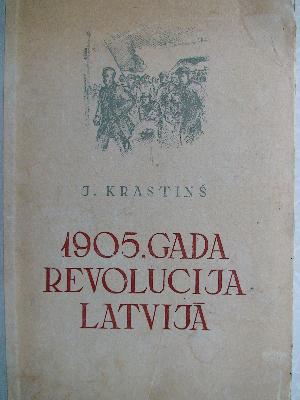 J. KRASTIŅŠ
1905. GADA
REVOLUCIJA
LATVIJĀ